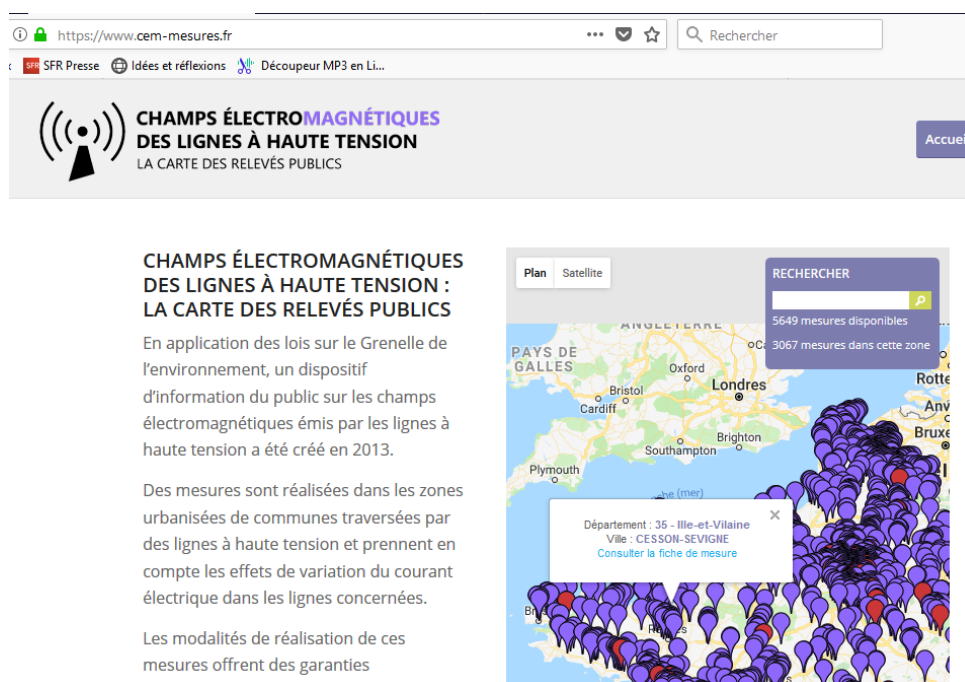 https://www.cem-mesures.fr
Rechercher
SFR Presse
Idées et réflexions
Découpeur MP3 en Li...
CHAMPS ÉLECTROMAGNÉTIQUES
DES LIGNES À HAUTE TENSION
LA CARTE DES RELEVÉS PUBLICS
Accueil
CHAMPS ÉLECTROMAGNÉTIQUES
DES LIGNES À HAUTE TENSION :
LA CARTE DES RELEVÉS PUBLICS
En application des lois sur le Grenelle de
l'environnement, un dispositif
d'information du public sur les champs
électromagnétiques émis par les lignes à
haute tension a été créé en 2013.
Des mesures sont réalisées dans les zones
urbanisées de communes traversées par
des lignes à haute tension et prennent en
compte les effets de variation du courant
électrique dans les lignes concernées.
Les modalités de réalisation de ces
mesures offrent des garanties
Plan Satellite
RECHERCHER
5649 mesures disponibles
3067 mesures dans cette zone
ANGLETERRE
PAYS DE
GALLES
Oxford
Bristol
Londres
Cardiff
Rotte
Anv
Bruxe
Brighton
Southampton
Plymouth
(mer)
Département : 35 - Ille-et-Vilaine
Ville : CESSON-SEVIGNE
Consulter la fiche de mesure